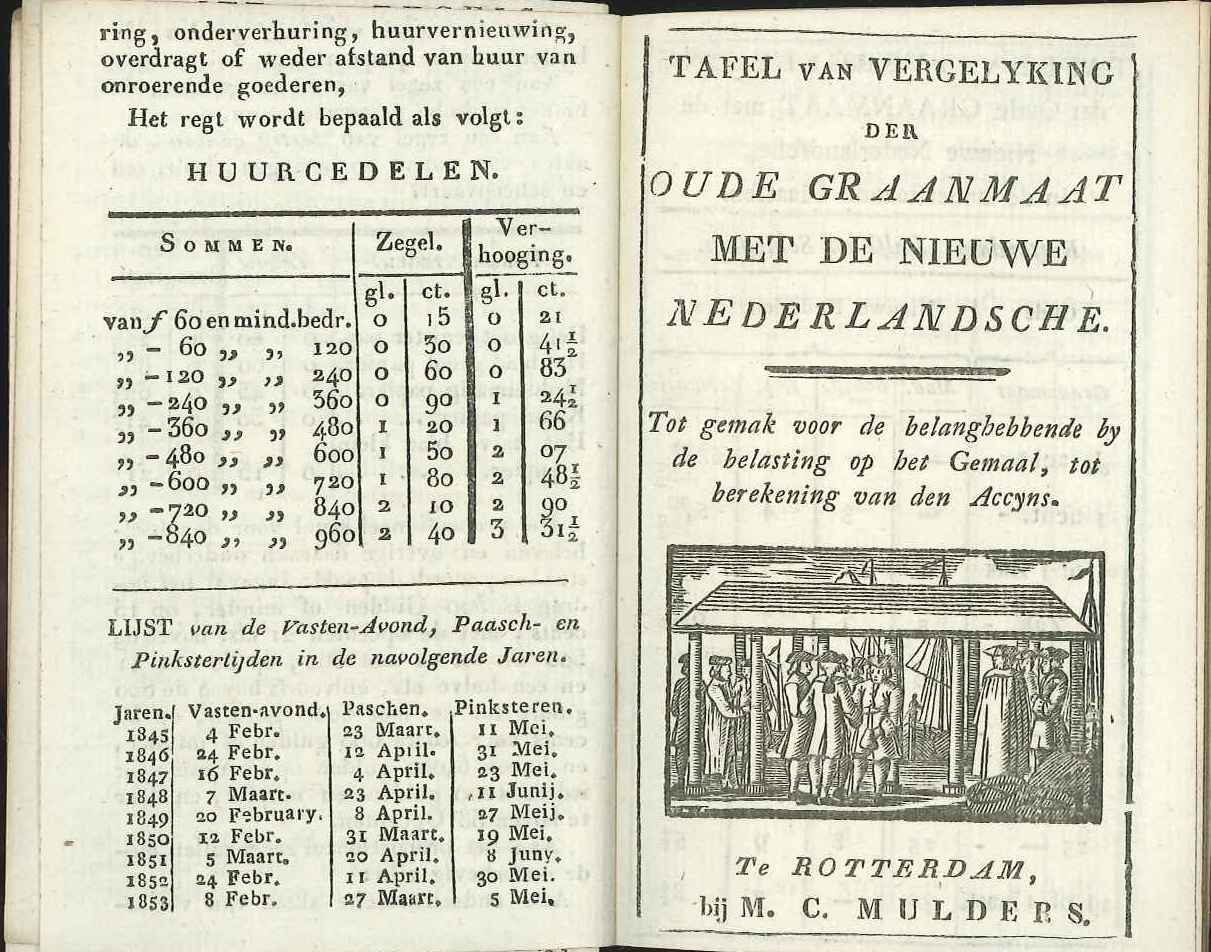 ring, onderverhuring, huurvernieuwing,
overdragt of weder afstand van huur van
onroerende goederen,
Het regt wordt bepaald als volgt:
HUURCEDELEN.
SOMMEN. Zegel. Ver-
hooging.
gl. ct. gl. ct.
van ƒ 60 en mind. bedr. 0 15 0 21
„ - 60 „ „ 120 0 30 0 41½
„ - 120 „ „ 240 0 60 0 83
„ - 240 „ „ 360 0 90 1 24½
„ - 360 „ „ 480 1 20 1 66
„ - 480 „ „ 600 1 50 2 07
„ - 600 „ „ 720 1 80 2 48½
„ - 720 „ „ 840 2 10 2 90
„ - 840 „ „ 960 2 40 3 31½
LIJST van de Vasten-Avond, Paasch- en
Pinkstertijden in de navolgende Jaren.
Jaren. Vasten-avond. Paschen. Pinksteren.
1845 4 Febr. 23 Maart. 11 Mei.
1846 24 Febr. 12 April. 31 Mei.
1847 16 Febr. 4 April. 23 Mei.
1848 7 Maart. 23 April. 11 Junij.
1849 20 February. 8 April. 27 Meij.
1850 12 Febr. 31 Maart. 19 Mei.
1851 5 Maart. 20 April. 8 Juny.
1852 24 Febr. 11 April. 30 Mei.
1853 8 Febr. 27 Maart. 5 Mei.
TAFEL VAN VERGELYKING
DER
OUDE GRAANMAAT
MET DE NIEUWE
NEDERLANDSCHE.
Tot gemak voor de belanghebbende by
de belasting op het Gemaal, tot
berekening van den Accyns.
Te ROTTERDAM,
bij M. C. MULDERS.